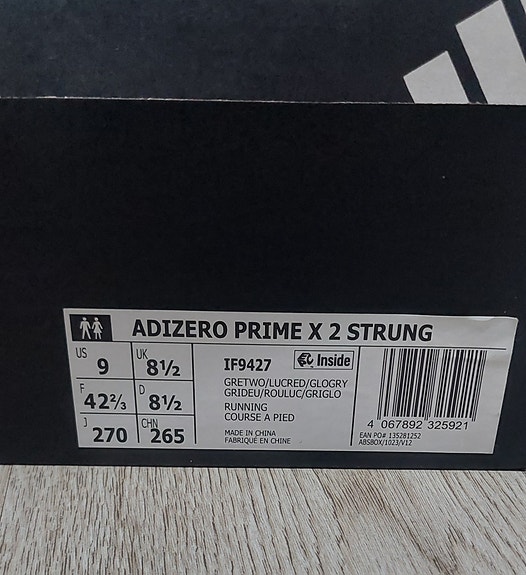 ADIZERO PRIME X 2 STRUNG
US 9 UK 8½
F 42⅔ D 8½
J 270 CHN 265
IF9427 Inside
GRETWO/LUCRED/GLOGRY
GRIDEU/ROULUC/GRIGLO
RUNNING
COURSE A PIED
MADE IN CHINA
FABRIQUÉ EN CHINE
4 067892 325921
EAN PO# 135281252
ABSBOX/1023/V12